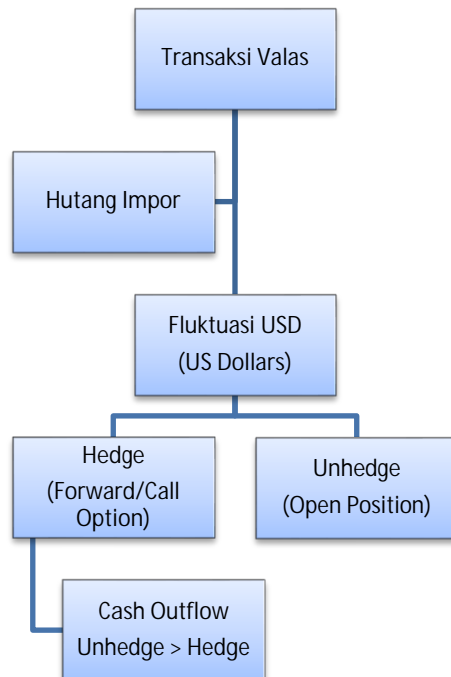 Transaksi Valas
Hutang Impor
Fluktuasi USD
(US Dollars)
Hedge
(Forward/Call
Option)
Unhedge
(Open Position)
Cash Outflow
Unhedge > Hedge